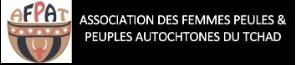 AFPAT
ASSOCIATION DES FEMMES PEULES &
PEUPLES AUTOCHTONES DU TCHAD